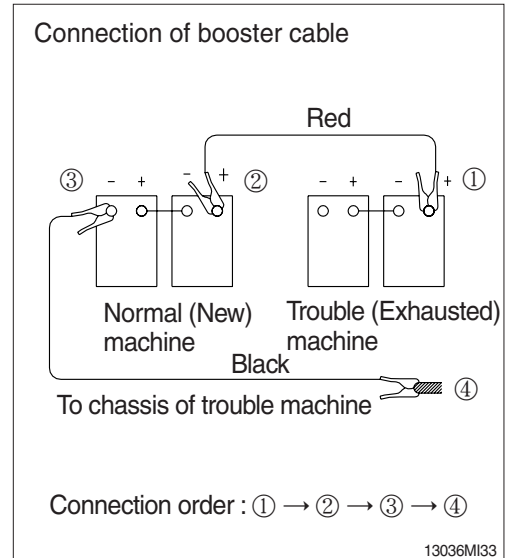 Connection of booster cable
Red
③ - + - + ② - + - + ①
Normal (New)
machine
Trouble (Exhausted)
machine
Black
④
To chassis of trouble machine
Connection order : ① → ② → ③ → ④
13036MI33